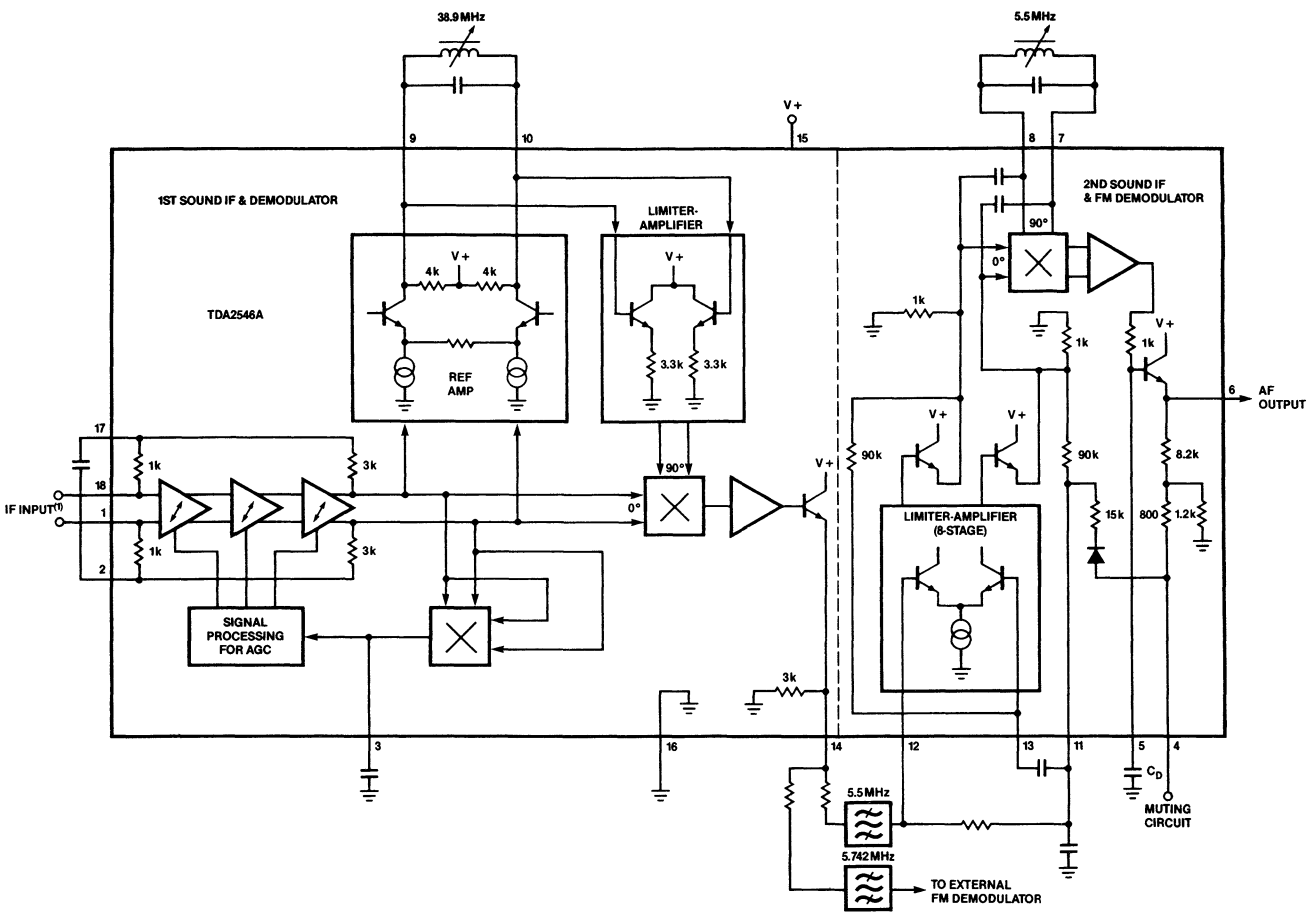 38.9 MHz
5.5 MHz
V +
9
10
15
8
7
1ST SOUND IF & DEMODULATOR
2ND SOUND IF
& FM DEMODULATOR
LIMITER-
AMPLIFIER
90°
0°
V +
4k
4k
V +
TDA2546A
1k
1k
1k
V +
3.3k
3.3k
REF
AMP
6
AF
OUTPUT
17
V +
V +
1k
3k
90°
V +
90k
90k
8.2k
18
IF INPUT(1)
1
0°
LIMITER-AMPLIFIER
(8-STAGE)
15k
800
1.2k
1k
3k
2
SIGNAL
PROCESSING
FOR AGC
3k
3
16
14
12
13
11
5
4
CD
5.5 MHz
MUTING
CIRCUIT
5.742 MHz
TO EXTERNAL
FM DEMODULATOR